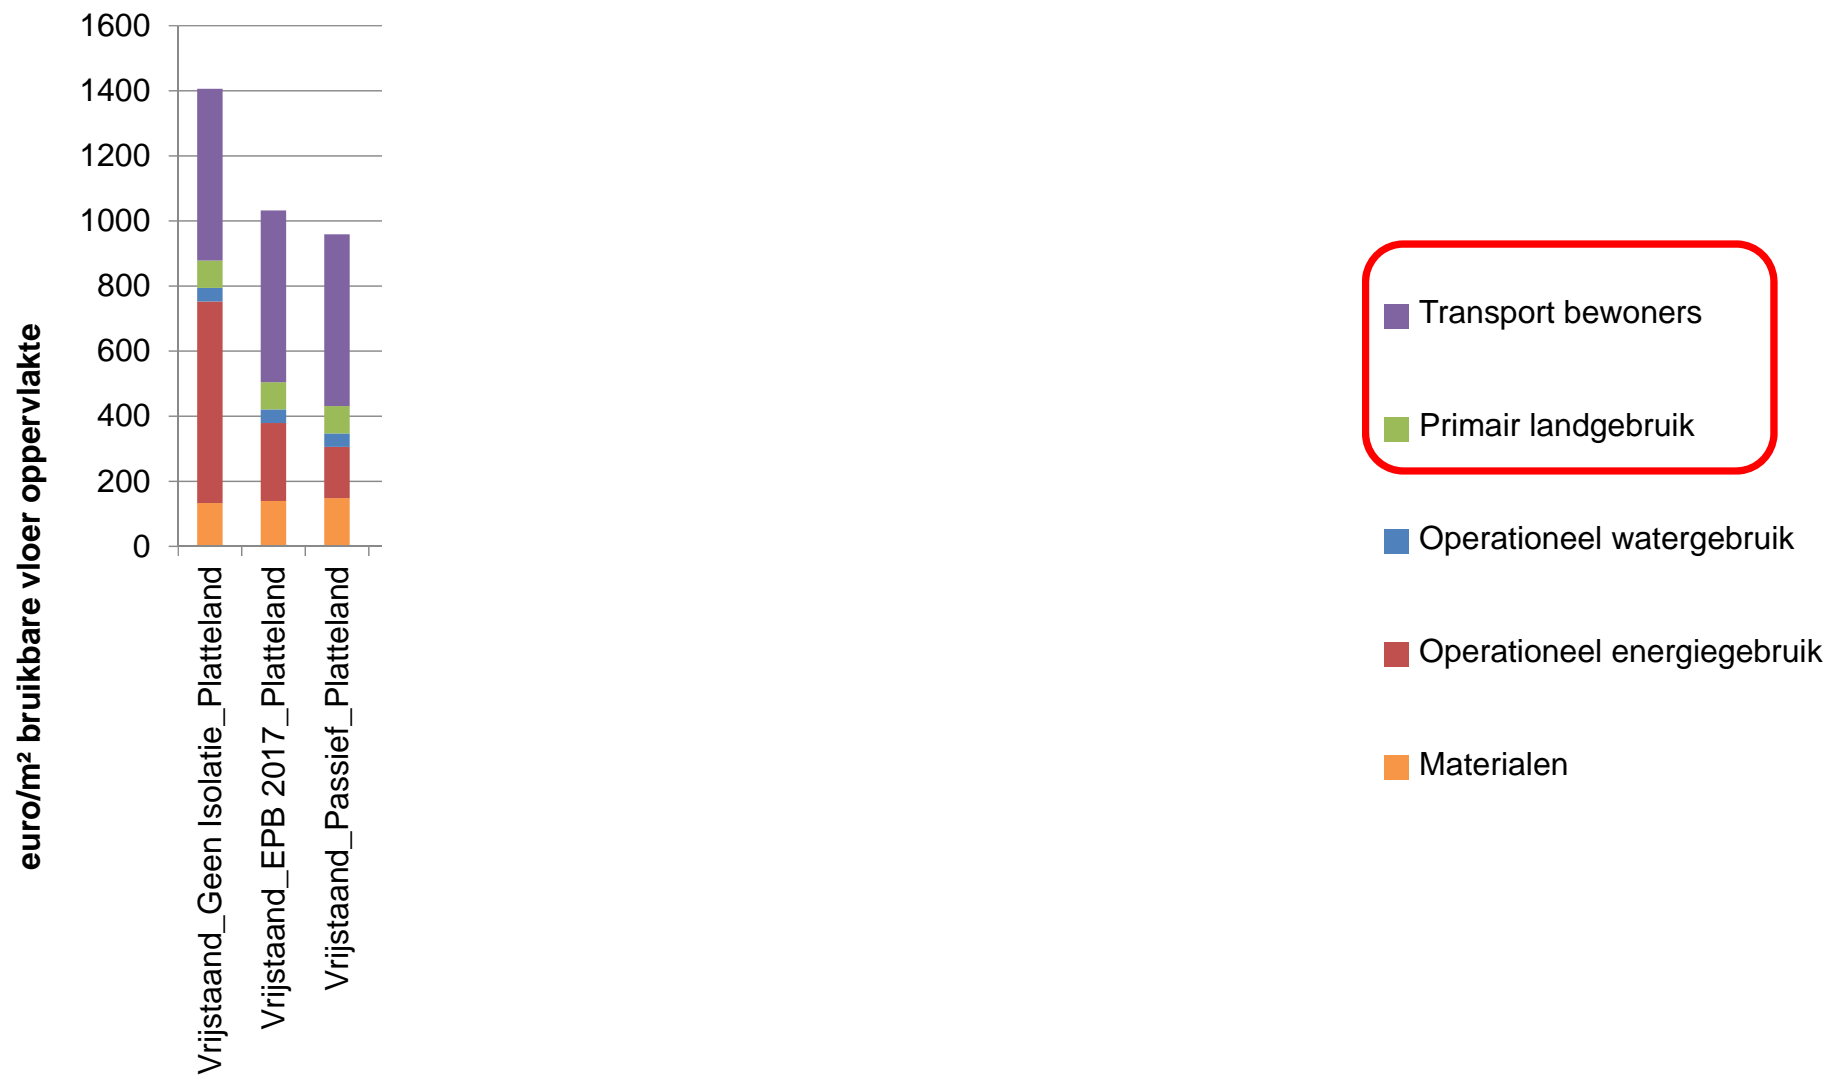 1600
1400
1200
1000
800
600
400
200
0
euro/m² bruikbare vloer oppervlakte
Vrijstaand_Geen Isolatie_Platteland
Vrijstaand_EPB 2017_Platteland
Vrijstaand_Passief_Platteland
Transport bewoners
Primair landgebruik
Operationeel watergebruik
Operationeel energiegebruik
Materialen